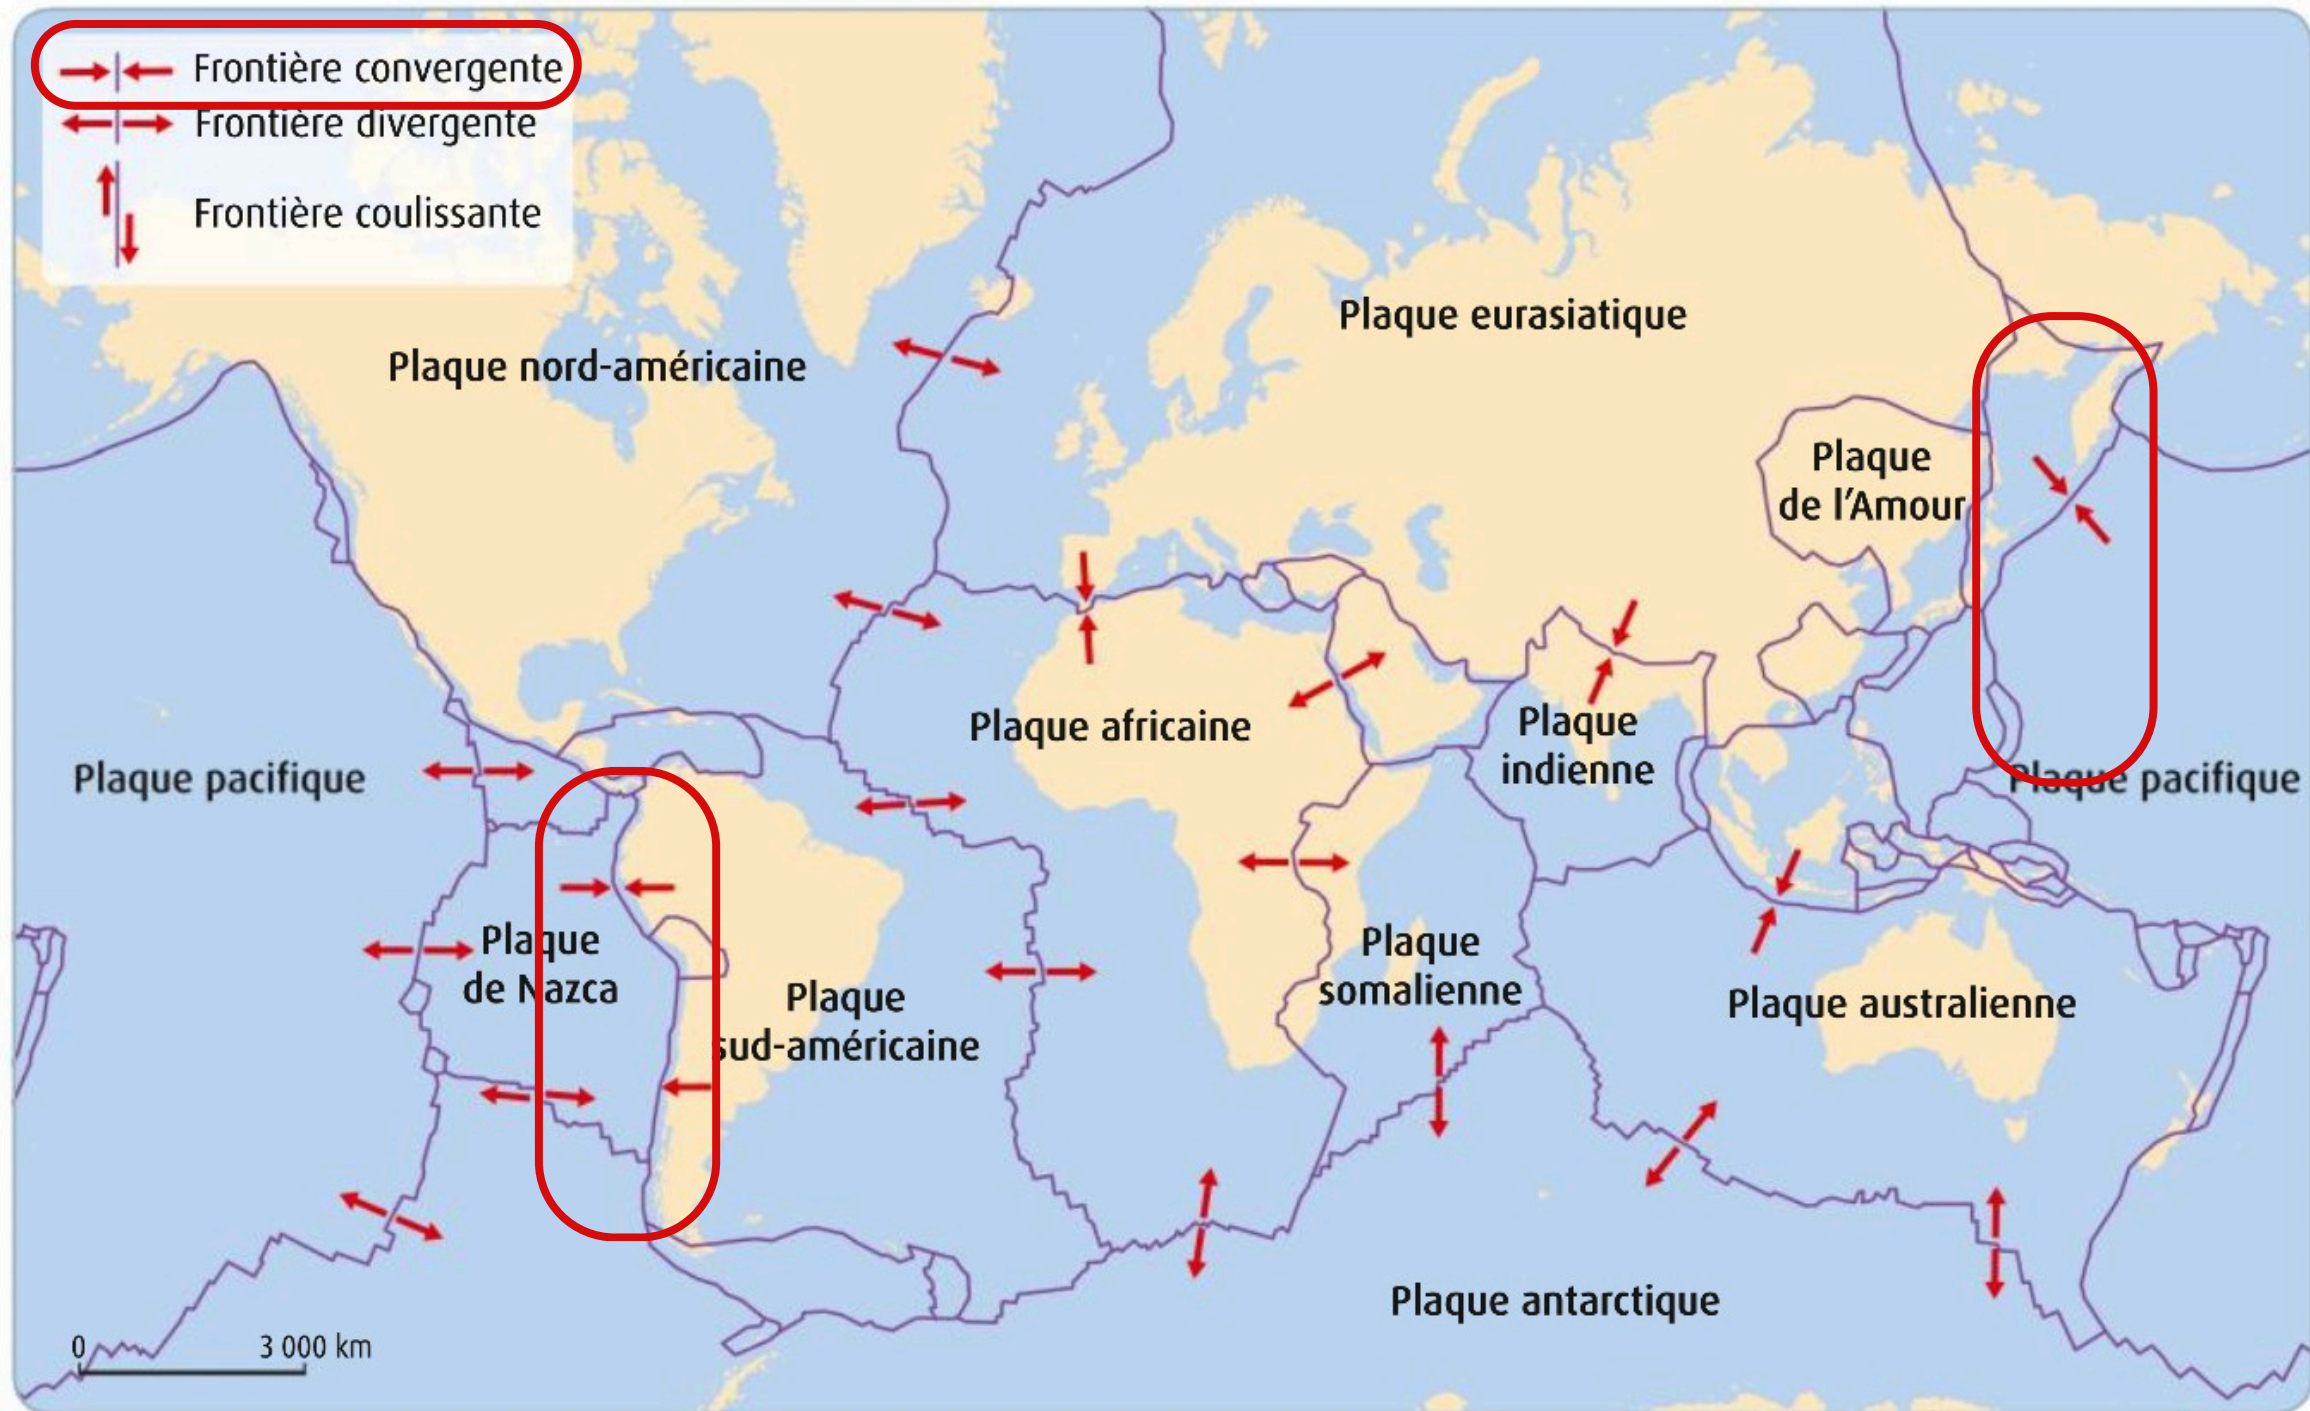 Frontière convergente
Frontière divergente
Frontière coulissante
Plaque eurasiatique
Plaque nord-américaine
Plaque
de l'Amour
Plaque africaine
Plaque
indienne
Plaque pacifique
Plaque pacifique
Plaque
de Nazca
Plaque
sud-américaine
Plaque
somalienne
Plaque australienne
Plaque antarctique
0 3 000 km